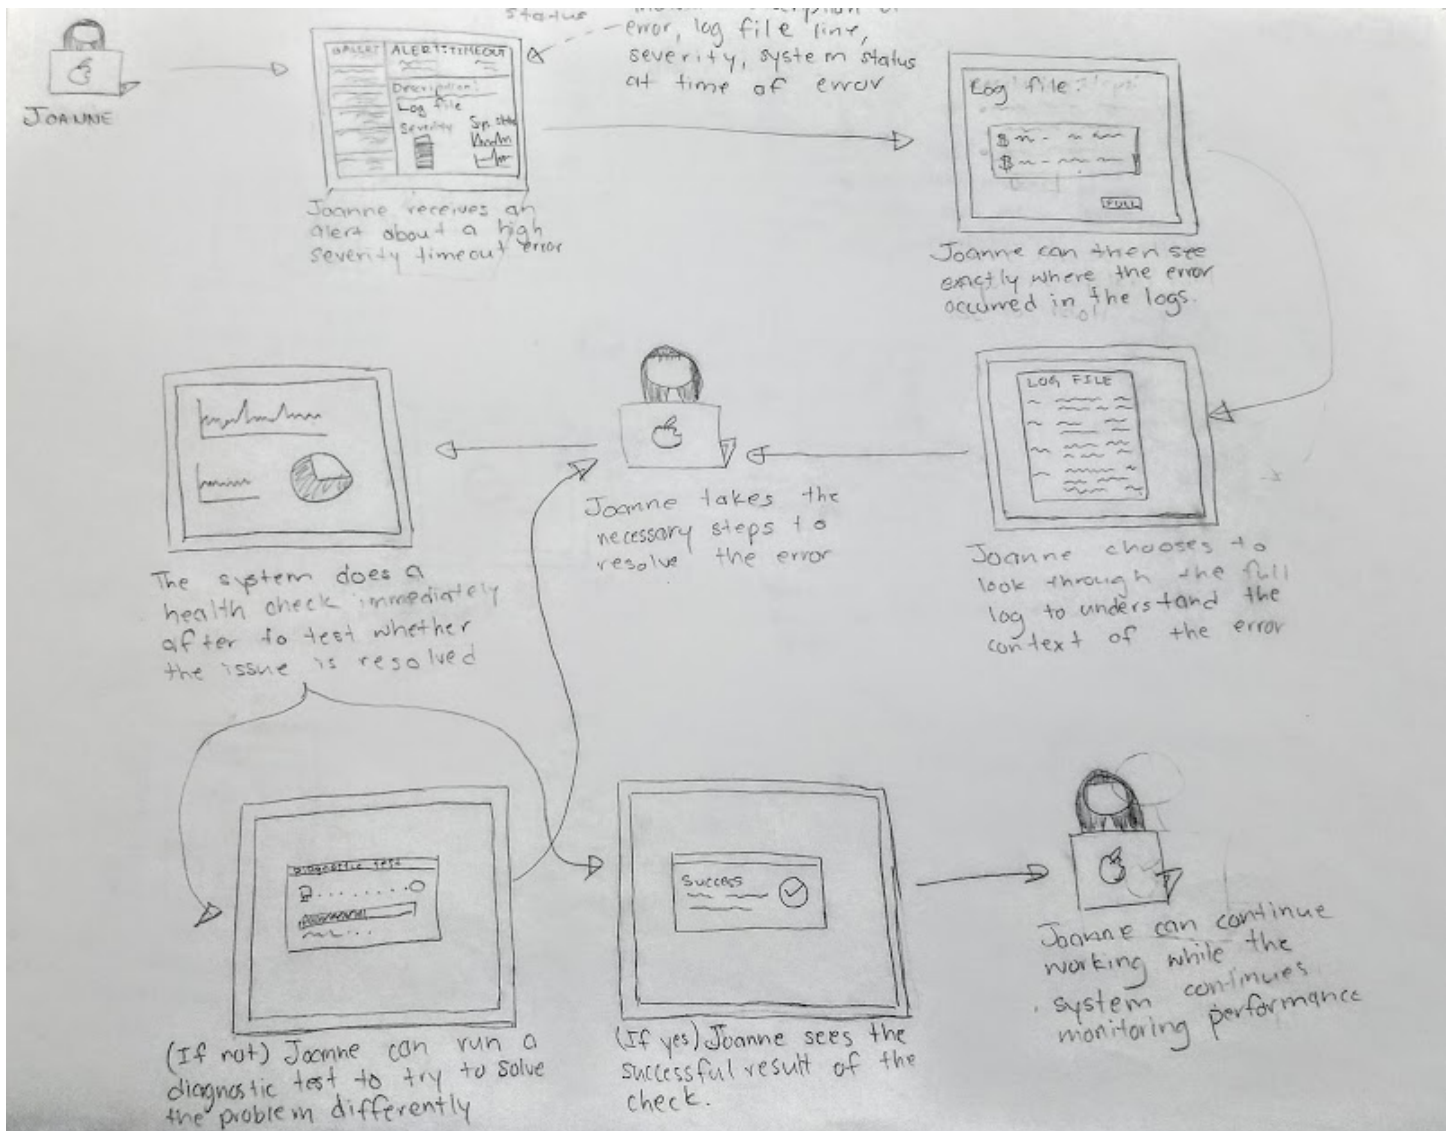 JOANNE
status
error, log file line,
severity, system status
at time of error
ALERT: TIMEOUT
Description:
Log file
Severity
Sys. stat
Joanne receives an
alert about a high
severity timeout error
Log file:
FULL
Joanne can then see
exactly where the error
occurred in the logs.
LOG FILE
Joanne chooses to
look through the full
log to understand the
context of the error
Joanne takes the
necessary steps to
resolve the error
The system does a
health check immediately
after to test whether
the issue is resolved
Diagnostic test
(If not) Joanne can run a
diagnostic test to try to solve
the problem differently
Success
(If yes) Joanne sees the
successful result of the
check.
Joanne can continue
working while the
system continues
monitoring performance